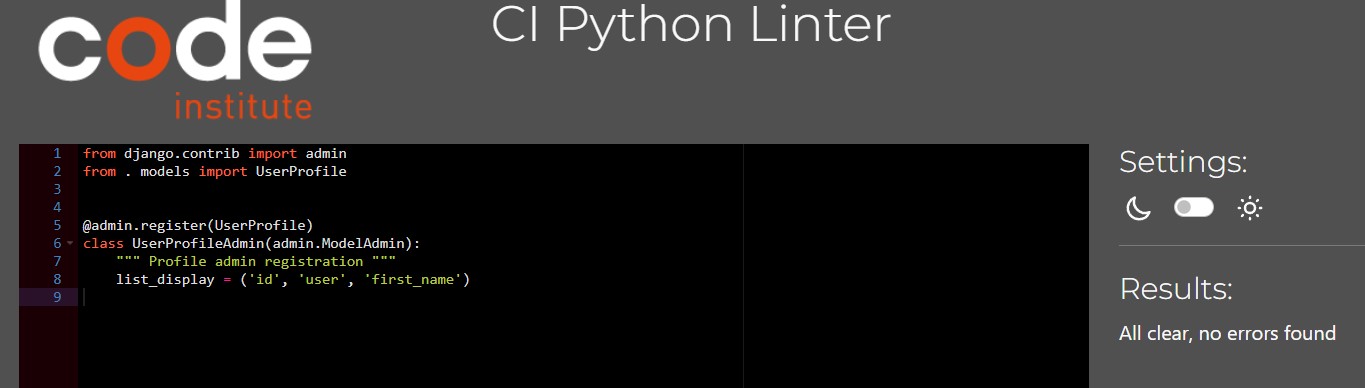 code
institute
CI Python Linter
1 from django.contrib import admin
2 from . models import UserProfile
3
4
5 @admin.register(UserProfile)
6 class UserProfileAdmin(admin.ModelAdmin):
7     """ Profile admin registration """
8     list_display = ('id', 'user', 'first_name')
9
Settings:
Results:
All clear, no errors found